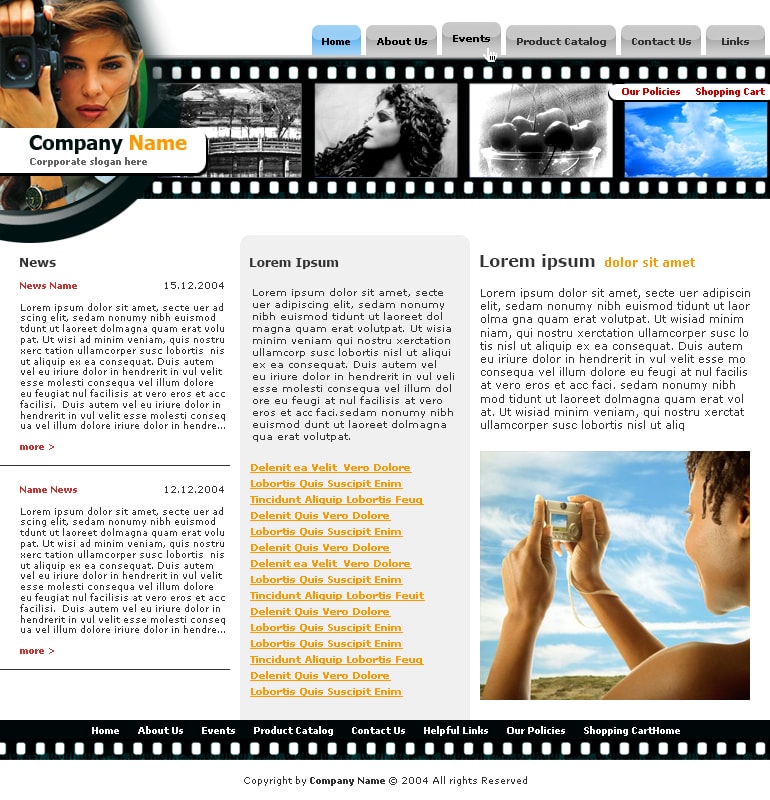 Home About Us Events Product Catalog Contact Us Links
Our Policies Shopping Cart
Company Name
Corpporate slogan here
News
News Name 15.12.2004
Lorem ipsum dolor sit amet, secte uer ad
scing elit, sedam nonumy nibh euismod
tdunt ut laoreet dolmagna quam erat volu
pat. Ut wisi ad minim veniam, quis nostru
xerc tation ullamcorper susc lobortis nis
ut aliquip ex ea consequat. Duis autem
vel eu iriure dolor in hendrerit in vul velit
esse molesti consequa vel illum dolore
eu feugiat nul facilisis at vero eros et acc
facilisi. Duis autem vel eu iriure dolor in
hendrerit in vul velit esse molesti conseq
ua vel illum dolore iriure dolor in hendre...
more >
Name News 12.12.2004
Lorem ipsum dolor sit amet, secte uer ad
scing elit, sedam nonumy nibh euismod
tdunt ut laoreet dolmagna quam erat volu
pat. Ut wisi ad minim veniam, quis nostru
xerc tation ullamcorper susc lobortis nis
ut aliquip ex ea consequat. Duis autem
vel eu iriure dolor in hendrerit in vul velit
esse molesti consequa vel illum dolore
eu feugiat nul facilisis at vero eros et acc
facilisi. Duis autem vel eu iriure dolor in
hendrerit in vul velit esse molesti conseq
ua vel illum dolore iriure dolor in hendre...
more >
Lorem Ipsum
Lorem ipsum dolor sit amet, secte
uer adipiscing elit, sedam nonumy
nibh euismod tidunt ut laoreet dol
magna quam erat volutpat. Ut wisia
minim veniam qui nostru xerctation
ullamcorp susc lobortis nisl ut aliqui
ex ea consequat. Duis autem vel
eu iriure dolor in hendrerit in vul veli
esse molesti consequa vel illum dol
ore eu feugi at nul facilisis at vero
eros et acc faci.sedam nonumy nibh
euismod tidunt ut laoreet dolmagna
qua erat volutpat.
Delenit ea Velit Vero Dolore
Lobortis Quis Suscipit Enim
Tincidunt Aliquip Lobortis Feug
Delenit Quis Vero Dolore
Lobortis Quis Suscipit Enim
Delenit Quis Vero Dolore
Delenit ea Velit Vero Dolore
Lobortis Quis Suscipit Enim
Tincidunt Aliquip Lobortis Feuit
Delenit Quis Vero Dolore
Lobortis Quis Suscipit Enim
Lobortis Quis Suscipit Enim
Tincidunt Aliquip Lobortis Feug
Delenit Quis Vero Dolore
Lobortis Quis Suscipit Enim
Lorem ipsum dolor sit amet
Lorem ipsum dolor sit amet, secte uer adipiscin
elit, sedam nonumy nibh euismod tidunt ut laor
olma gna quam erat volutpat. Ut wisiad minim
niam, qui nostru xerctation ullamcorper susc lo
tis nisl ut aliquip ex ea consequat. Duis autem
eu iriure dolor in hendrerit in vul velit esse mo
consequa vel illum dolore eu feugi at nul facilis
at vero eros et acc faci. sedam nonumy nibh
mod tidunt ut laoreet dolmagna quam erat vol
at. Ut wisiad minim veniam, qui nostru xerctat
ullamcorper susc lobortis nisl ut aliq
Home About Us Events Product Catalog Contact Us Helpful Links Our Policies Shopping CartHome
Copyright by Company Name © 2004 All rights Reserved